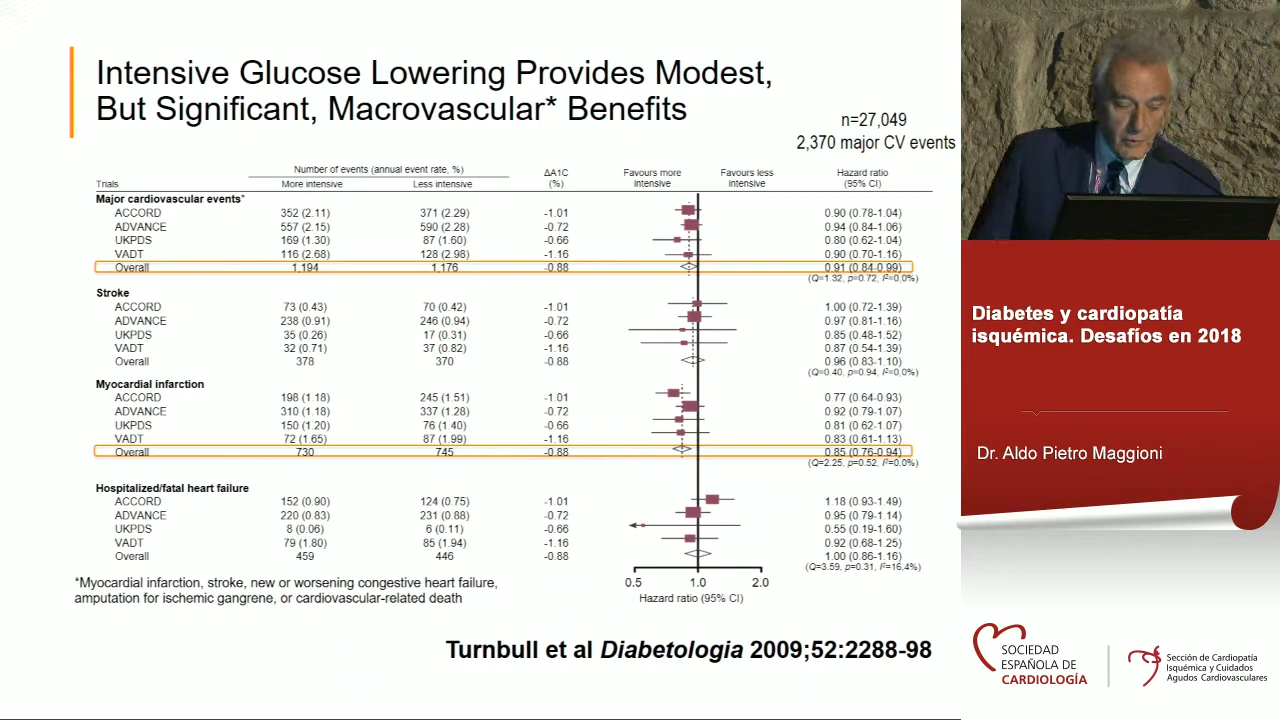 Intensive Glucose Lowering Provides Modest,
But Significant, Macrovascular* Benefits
n=27,049
2,370 major CV events
Number of events (annual event rate, %) ΔA1C Favours more Favours less Hazard ratio
Trials More intensive Less intensive (%) intensive intensive (95% CI)
Major cardiovascular events*
ACCORD 352 (2.11) 371 (2.29) -1.01 0.90 (0.78-1.04)
ADVANCE 557 (2.15) 590 (2.28) -0.72 0.94 (0.84-1.06)
UKPDS 169 (1.30) 87 (1.60) -0.66 0.80 (0.62-1.04)
VADT 116 (2.68) 128 (2.98) -1.16 0.90 (0.70-1.16)
Overall 1,194 1,176 -0.88 0.91 (0.84-0.99)
(Q=1.32, p=0.72, I²=0,0%)
Stroke
ACCORD 73 (0.43) 70 (0.42) -1.01 1.00 (0.72-1.39)
ADVANCE 238 (0.91) 246 (0.94) -0.72 0.97 (0.81-1.16)
UKPDS 35 (0.26) 17 (0.31) -0.66 0.85 (0.48-1.52)
VADT 32 (0.71) 37 (0.82) -1.16 0.87 (0.54-1.39)
Overall 378 370 -0.88 0.96 (0.83-1.10)
(Q=0.40, p=0.94, I²=0,0%)
Myocardial infarction
ACCORD 198 (1.18) 245 (1.51) -1.01 0.77 (0.64-0.93)
ADVANCE 310 (1.18) 337 (1.28) -0.72 0.92 (0.79-1.07)
UKPDS 150 (1.20) 76 (1.40) -0.66 0.81 (0.62-1.07)
VADT 72 (1.65) 87 (1.99) -1.16 0.83 (0.61-1.13)
Overall 730 745 -0.88 0.85 (0.76-0.94)
(Q=2.25, p=0.52, I²=0,0%)
Hospitalized/fatal heart failure
ACCORD 152 (0.90) 124 (0.75) -1.01 1.18 (0.93-1.49)
ADVANCE 220 (0.83) 231 (0.88) -0.72 0.95 (0.79-1.14)
UKPDS 8 (0.06) 6 (0.11) -0.66 0.55 (0.19-1.60)
VADT 79 (1.80) 85 (1.94) -1.16 0.92 (0.68-1.25)
Overall 459 446 -0.88 1.00 (0.86-1.16)
(Q=3.59, p=0.31, I²=16,4%)
0.5 1.0 2.0
Hazard ratio (95% CI)
*Myocardial infarction, stroke, new or worsening congestive heart failure,
amputation for ischemic gangrene, or cardiovascular-related death
Turnbull et al Diabetologia 2009;52:2288-98
Diabetes y cardiopatía
isquémica. Desafíos en 2018
Dr. Aldo Pietro Maggioni
SOCIEDAD
ESPAÑOLA DE
CARDIOLOGÍA
Sección de Cardiopatía
Isquémica y Cuidados
Agudos Cardiovasculares